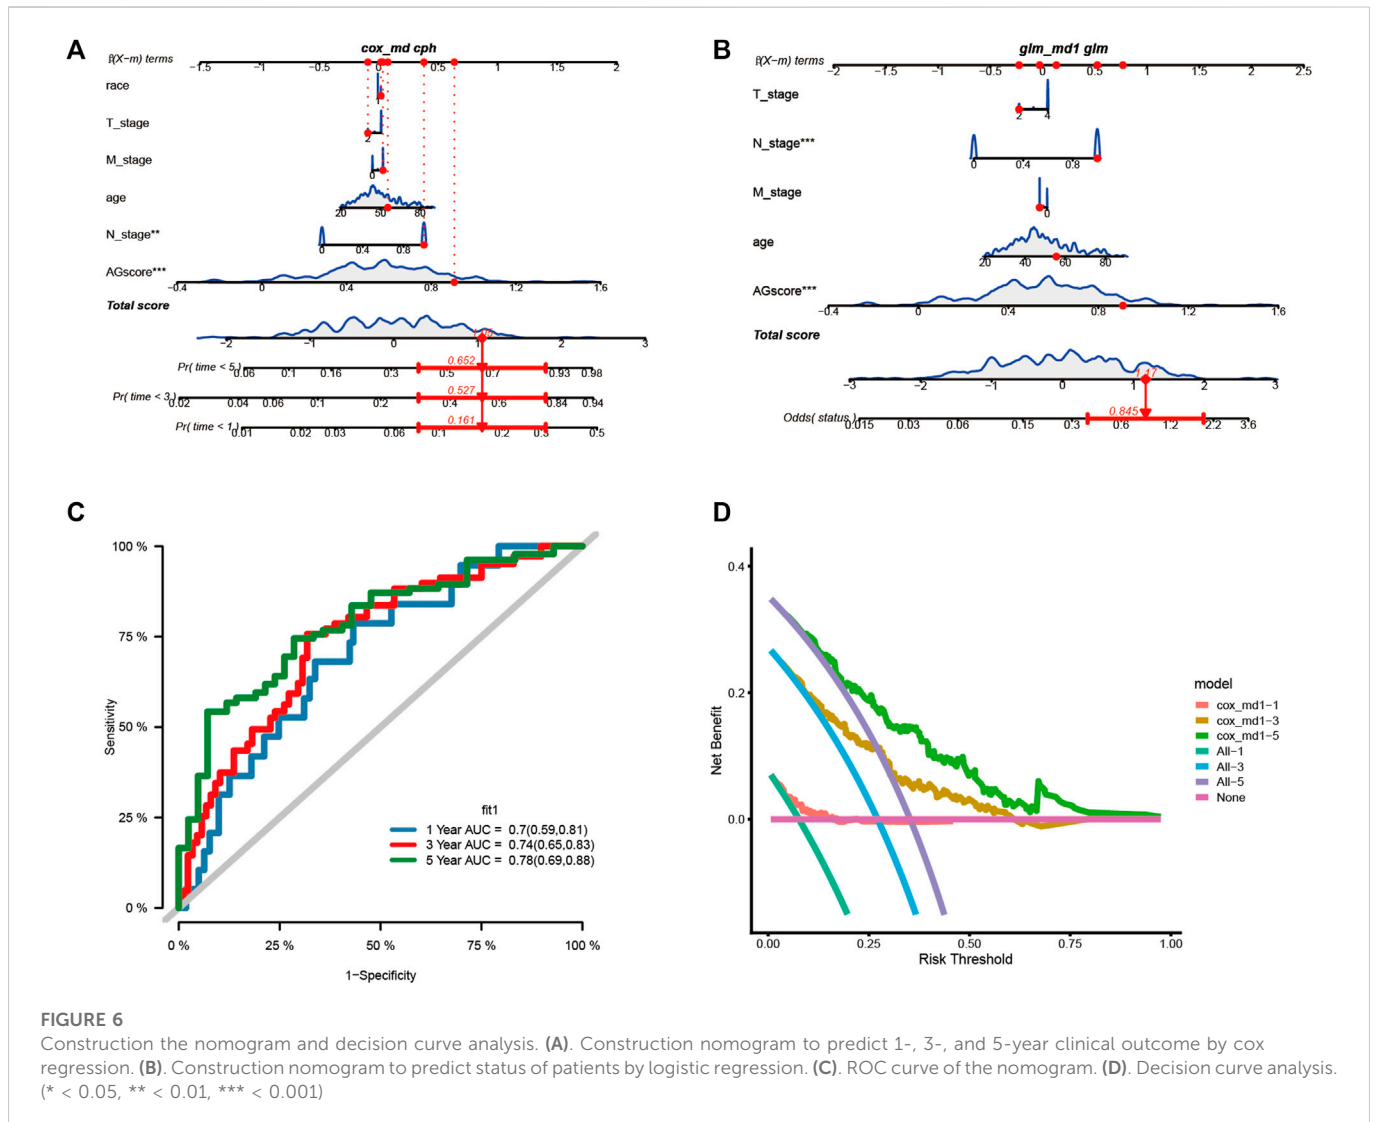 A
cox_md cph
β(X−m) terms
−1.5 −1 −0.5 0 0.5 1 1.5 2
race
1
T_stage
2
M_stage
0
age
20 50 80
N_stage**
0 0.4 0.8
AGscore***
−0.4 0 0.4 0.8 1.2 1.6
Total score
−2 −1 0 1 2 3
Pr( time < 5 )
0.652
0.06 0.1 0.16 0.3 0.5 0.7 0.93 0.98
Pr( time < 3 )
0.527
0.02 0.04 0.06 0.1 0.2 0.4 0.6 0.84 0.94
Pr( time < 1 )
0.161
0.01 0.02 0.03 0.06 0.1 0.2 0.3 0.5
B
glm_md1 glm
β(X−m) terms
−2 −1.5 −1 −0.5 0 0.5 1 1.5 2 2.5
T_stage
2 4
N_stage***
0 0.4 0.8
M_stage
0
age
20 40 60 80
AGscore***
−0.4 0 0.4 0.8 1.2 1.6
Total score
1.17
−3 −2 −1 0 1 2 3
Odds( status )
0.845
0.015 0.03 0.06 0.15 0.3 0.6 1.2 2.2 3.6
C
100 %
75 %
50 %
25 %
0 %
Sensitivity
fit1
1 Year AUC = 0.7(0.59,0.81)
3 Year AUC = 0.74(0.65,0.83)
5 Year AUC = 0.78(0.69,0.88)
0 % 25 % 50 % 75 % 100 %
1−Specificity
D
0.4
0.2
0.0
Net Benefit
model
cox_md1−1
cox_md1−3
cox_md1−5
All−1
All−3
All−5
None
0.00 0.25 0.50 0.75 1.00
Risk Threshold
FIGURE 6
Construction the nomogram and decision curve analysis. (A). Construction nomogram to predict 1-, 3-, and 5-year clinical outcome by cox
regression. (B). Construction nomogram to predict status of patients by logistic regression. (C). ROC curve of the nomogram. (D). Decision curve analysis.
(* < 0.05, ** < 0.01, *** < 0.001)